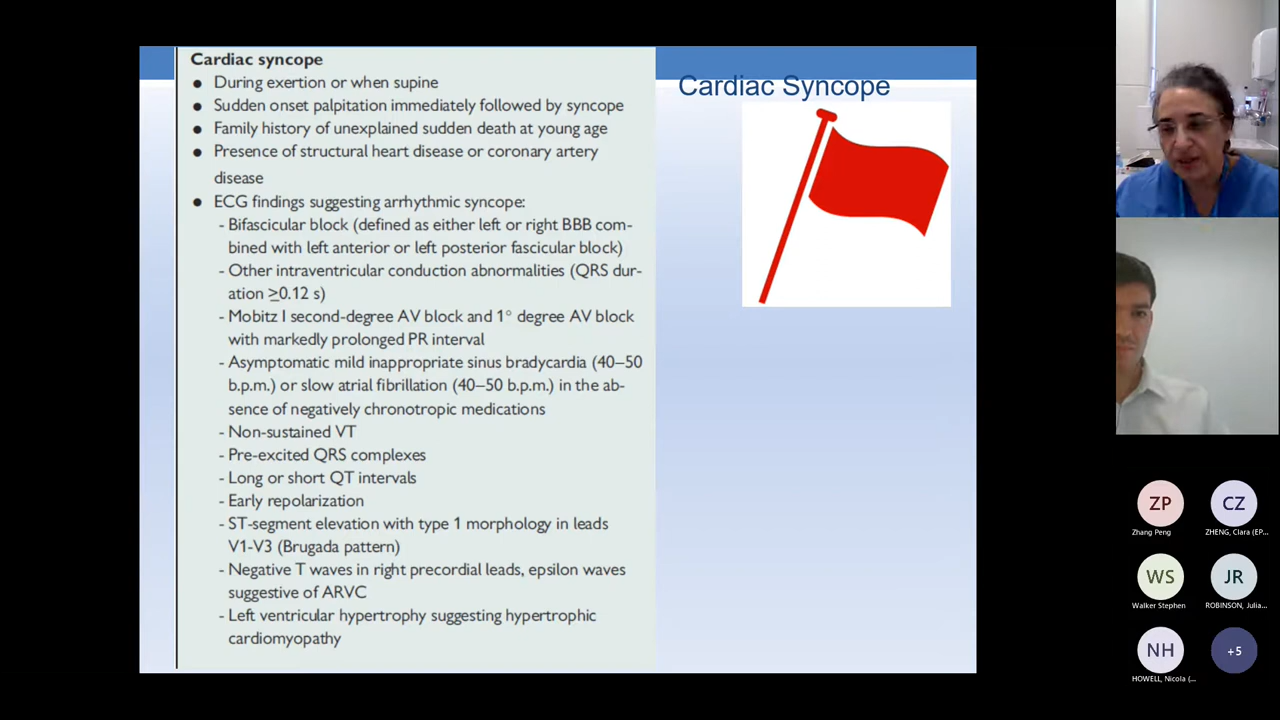 Cardiac syncope
● During exertion or when supine
● Sudden onset palpitation immediately followed by syncope
● Family history of unexplained sudden death at young age
● Presence of structural heart disease or coronary artery
disease
● ECG findings suggesting arrhythmic syncope:
- Bifascicular block (defined as either left or right BBB com-
bined with left anterior or left posterior fascicular block)
- Other intraventricular conduction abnormalities (QRS dur-
ation ≥0.12 s)
- Mobitz I second-degree AV block and 1° degree AV block
with markedly prolonged PR interval
- Asymptomatic mild inappropriate sinus bradycardia (40–50
b.p.m.) or slow atrial fibrillation (40–50 b.p.m.) in the ab-
sence of negatively chronotropic medications
- Non-sustained VT
- Pre-excited QRS complexes
- Long or short QT intervals
- Early repolarization
- ST-segment elevation with type 1 morphology in leads
V1-V3 (Brugada pattern)
- Negative T waves in right precordial leads, epsilon waves
suggestive of ARVC
- Left ventricular hypertrophy suggesting hypertrophic
cardiomyopathy
Cardiac Syncope
ZP
Zhang Peng
CZ
ZHENG, Clara (EP...
WS
Walker Stephen
JR
ROBINSON, Julia...
NH
HOWELL, Nicola (...
+5